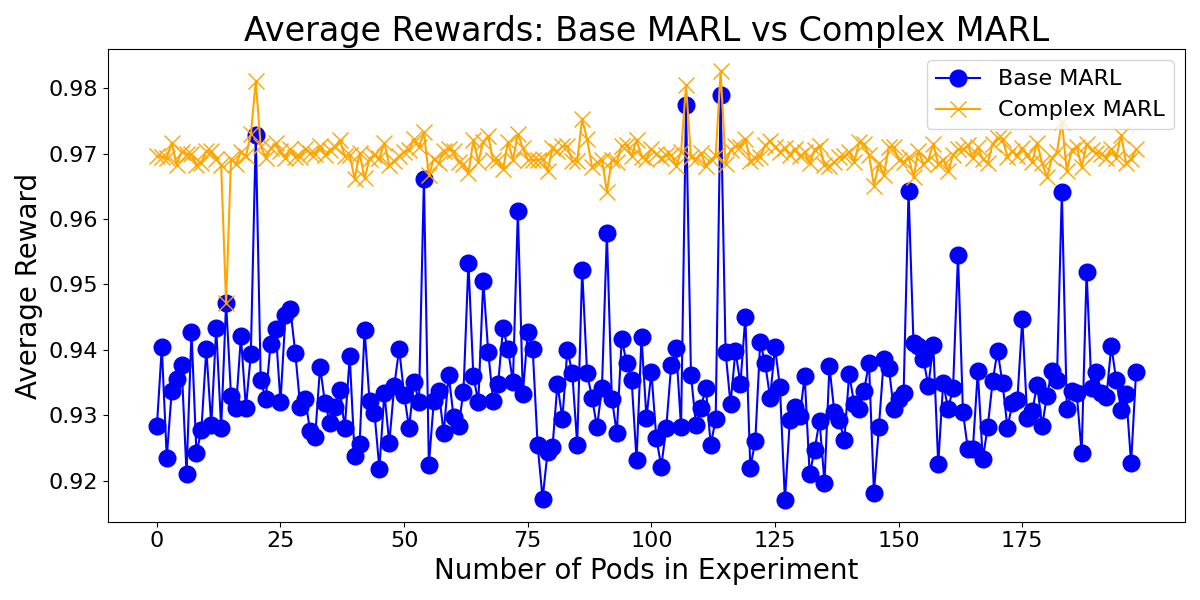 Average Rewards: Base MARL vs Complex MARL
Base MARL
Complex MARL
Average Reward
0.98
0.97
0.96
0.95
0.94
0.93
0.92
0 25 50 75 100 125 150 175
Number of Pods in Experiment